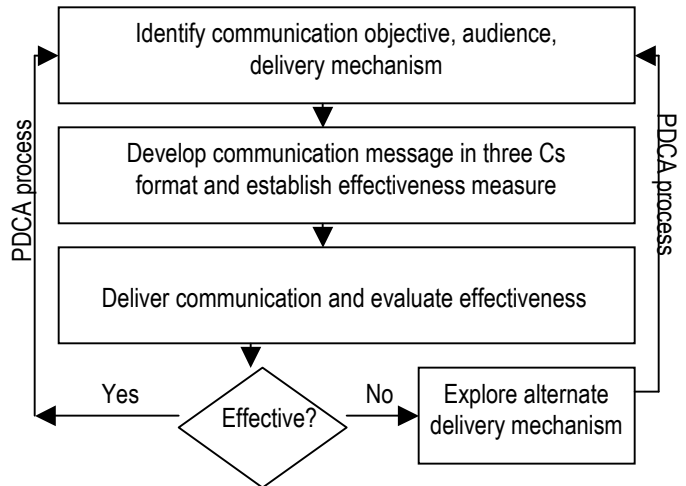 Identify communication objective, audience,
delivery mechanism
PDCA process
PDCA process
Develop communication message in three Cs
format and establish effectiveness measure
Deliver communication and evaluate effectiveness
Yes
Effective?
No
Explore alternate
delivery mechanism